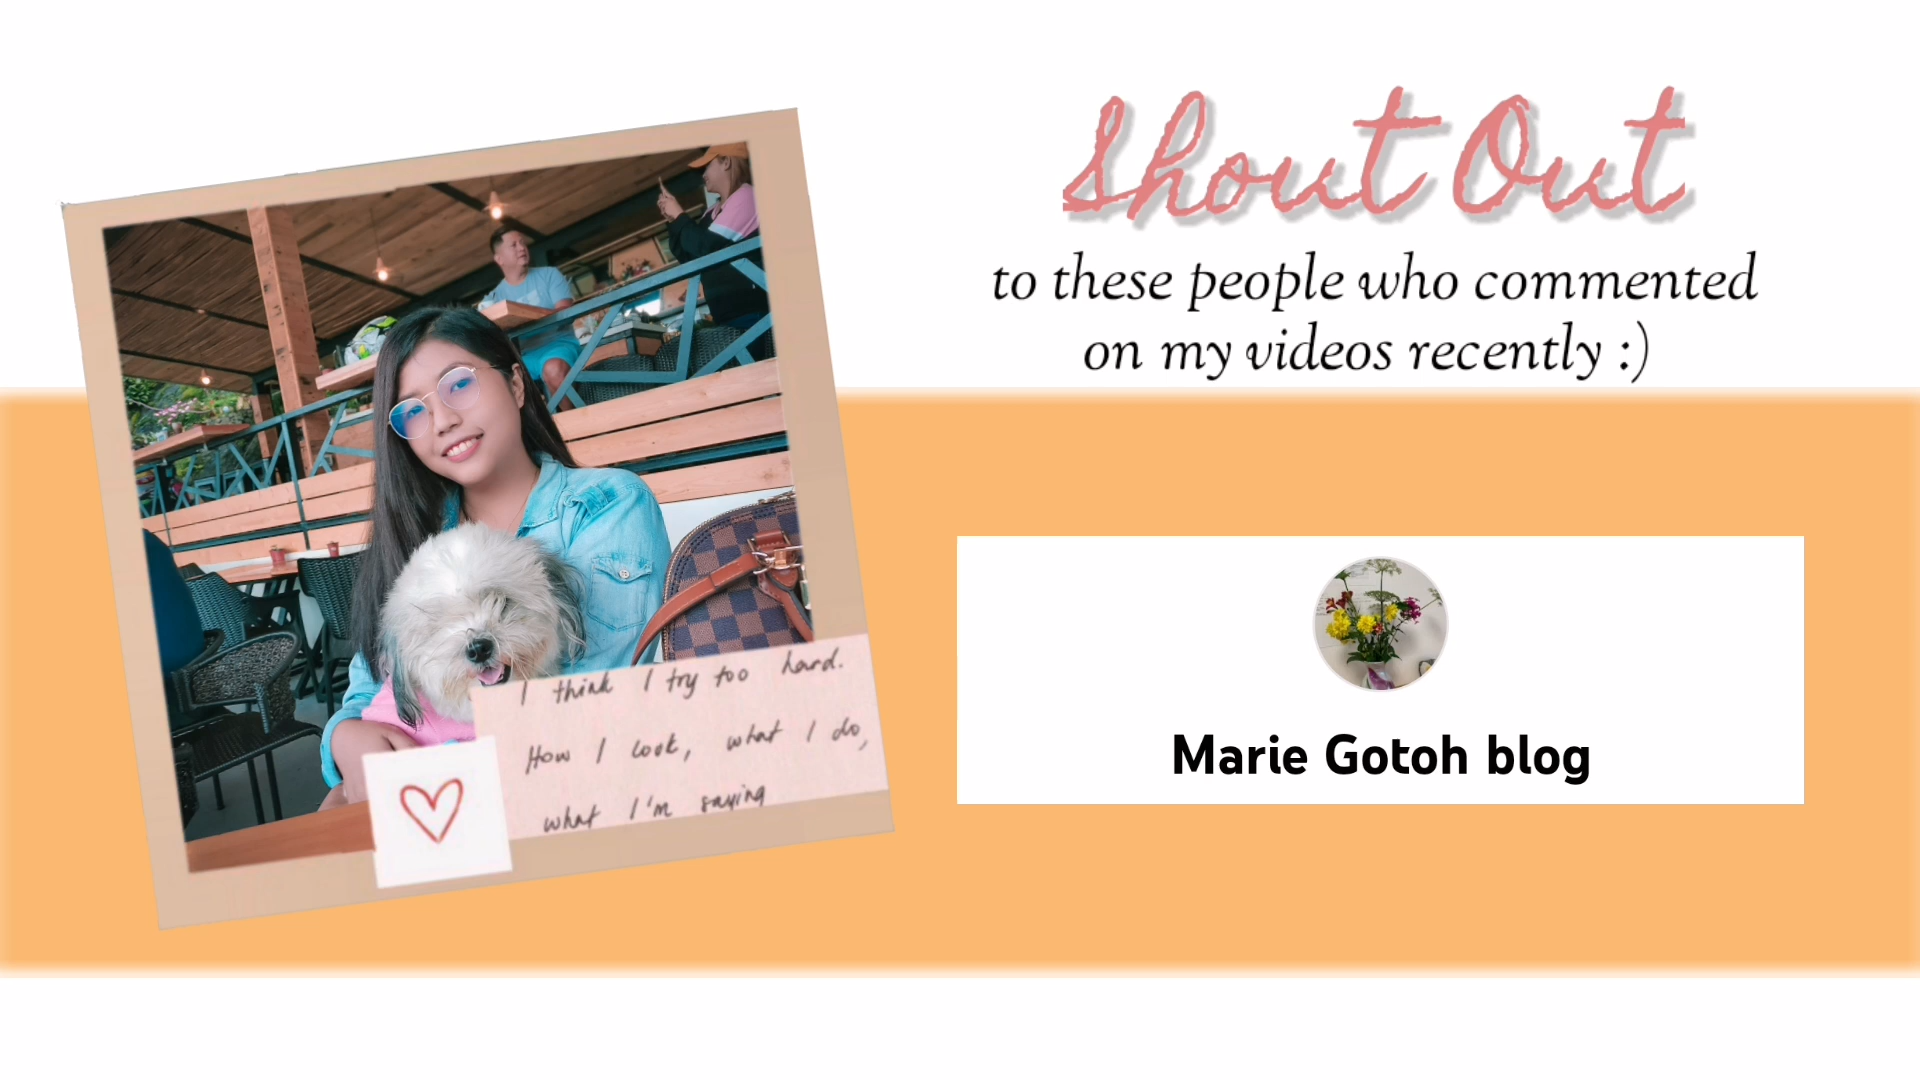 Shout Out
to these people who commented
on my videos recently :)
I think I try too hard.
How I look, what I do,
what I'm saying
Marie Gotoh blog